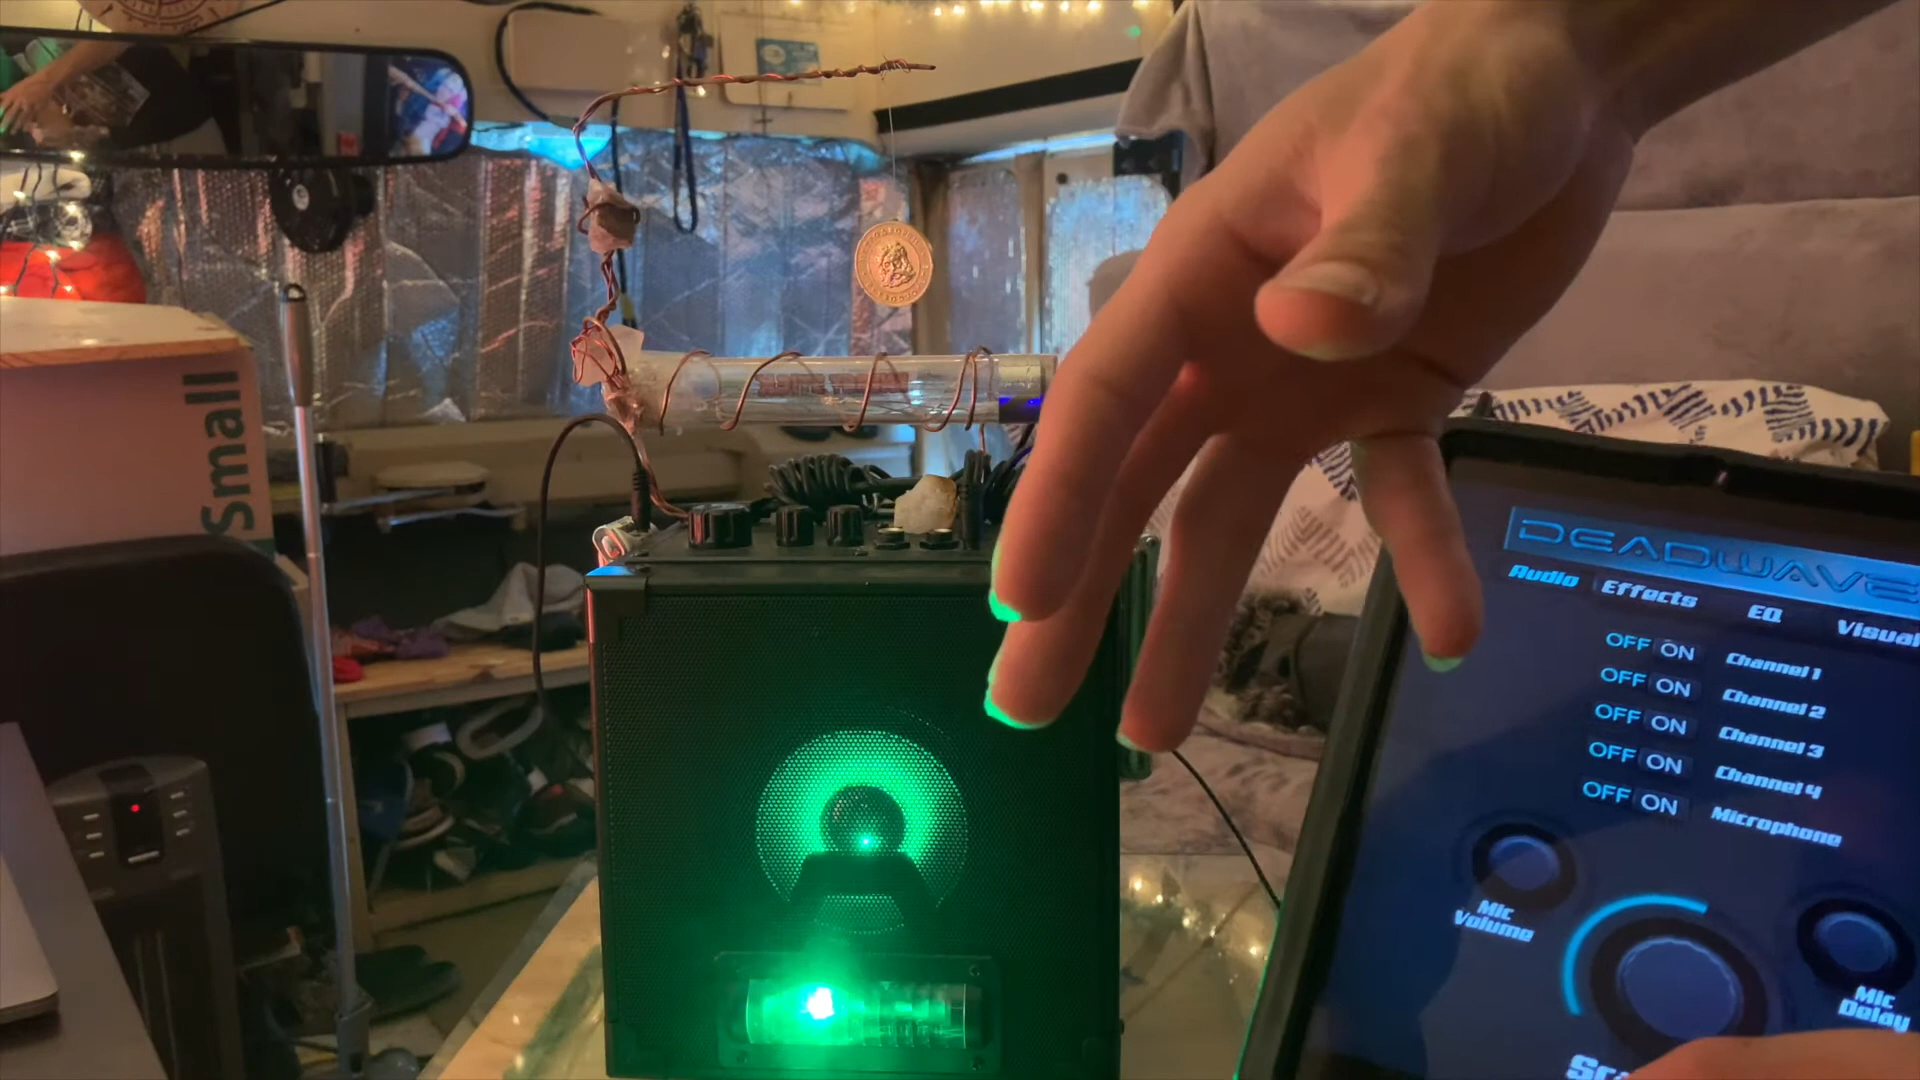 Small
DEADWAVE
Audio Effects EQ Visual
OFF ON Channel 1
OFF ON Channel 2
OFF ON Channel 3
OFF ON Channel 4
OFF ON Microphone
Mic Volume
Mic Delay